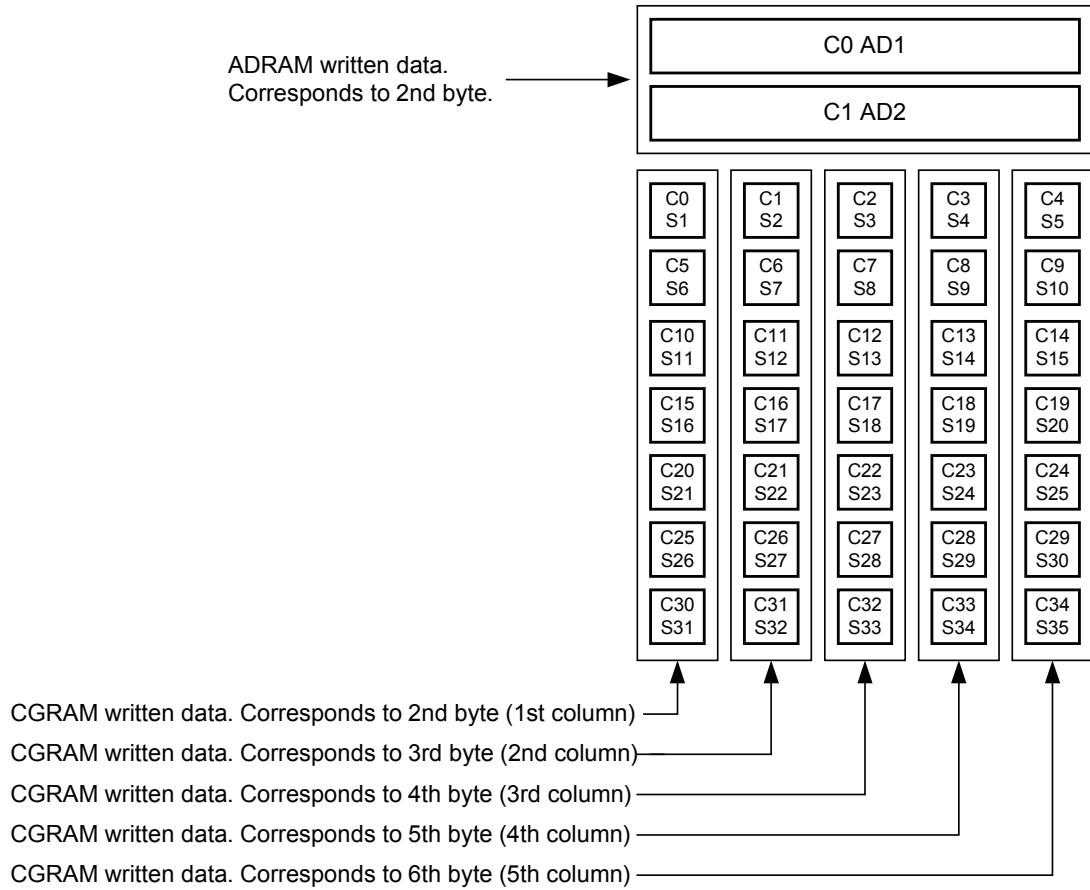 C0 AD1
ADRAM written data.
Corresponds to 2nd byte.
C1 AD2
C0 C1 C2 C3 C4
S1 S2 S3 S4 S5
C5 C6 C7 C8 C9
S6 S7 S8 S9 S10
C10 C11 C12 C13 C14
S11 S12 S13 S14 S15
C15 C16 C17 C18 C19
S16 S17 S18 S19 S20
C20 C21 C22 C23 C24
S21 S22 S23 S24 S25
C25 C26 C27 C28 C29
S26 S27 S28 S29 S30
C30 C31 C32 C33 C34
S31 S32 S33 S34 S35
CGRAM written data. Corresponds to 2nd byte (1st column)
CGRAM written data. Corresponds to 3rd byte (2nd column)
CGRAM written data. Corresponds to 4th byte (3rd column)
CGRAM written data. Corresponds to 5th byte (4th column)
CGRAM written data. Corresponds to 6th byte (5th column)